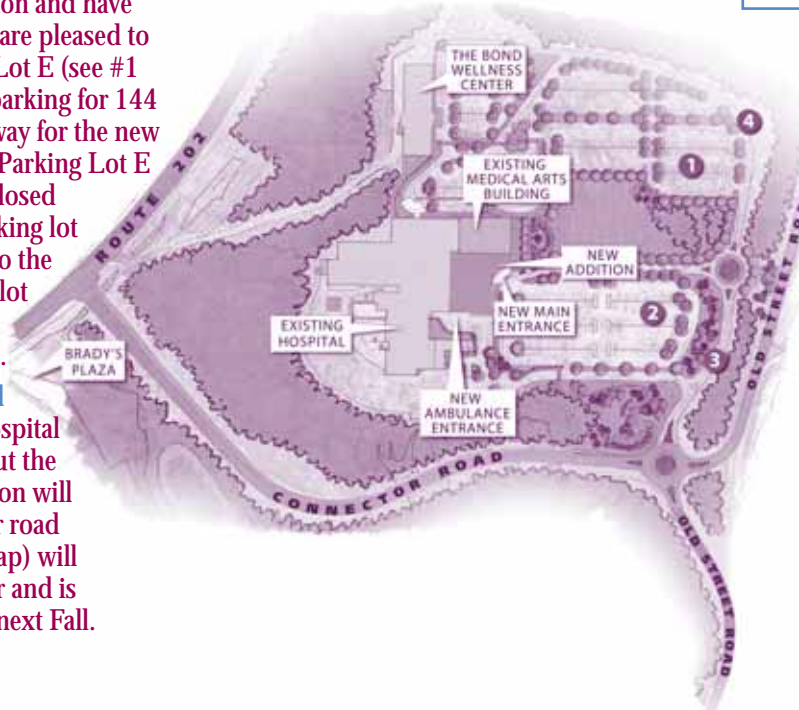 on and have
are pleased to
Lot E (see #1
parking for 144
way for the new
Parking Lot E
losed
king lot
o the
lot
.
l
ospital
ut the
on will
r road
ap) will
r and is
next Fall.
THE BOND
WELLNESS
CENTER
4
1
EXISTING
MEDICAL ARTS
BUILDING
ROUTE 202
NEW
ADDITION
NEW MAIN
ENTRANCE
2
EXISTING
HOSPITAL
3
BRADY'S
PLAZA
NEW
AMBULANCE
ENTRANCE
CONNECTOR ROAD
OLD STREET ROA
OLD STREET ROAD